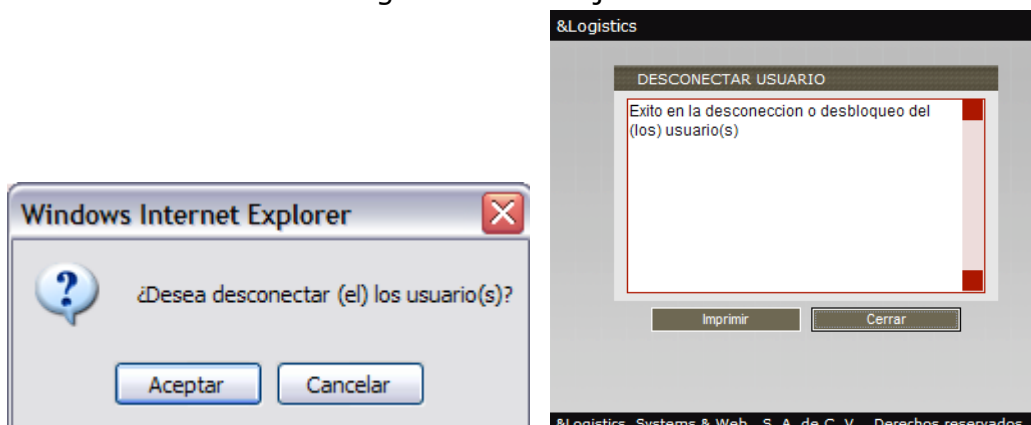 Windows Internet Explorer
¿Desea desconectar (el) los usuario(s)?
Aceptar
Cancelar
&Logistics
DESCONECTAR USUARIO
Exito en la desconeccion o desbloqueo del
(los) usuario(s)
Imprimir
Cerrar
&Logistics, Systems & Web, S. A. de C. V. Derechos reservados